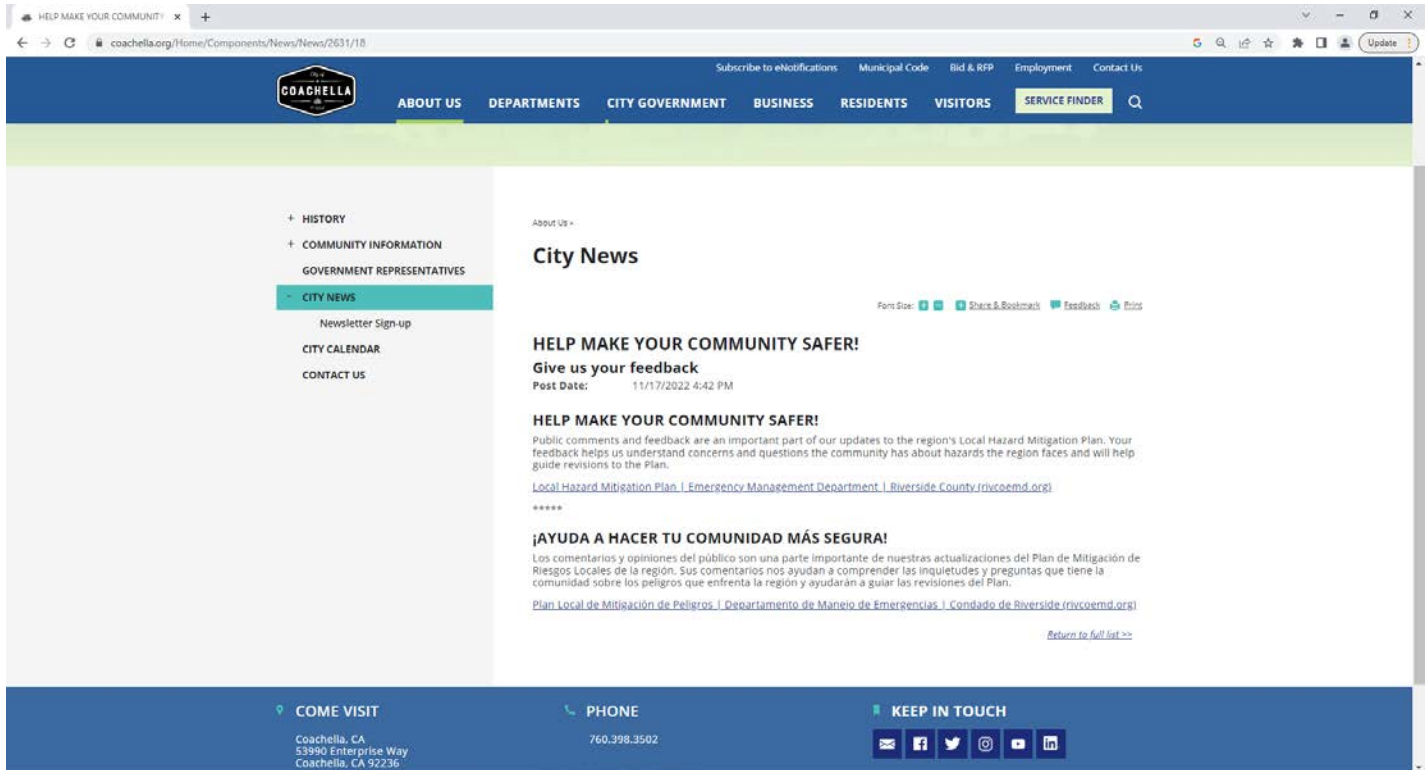 HELP MAKE YOUR COMMUNITY
coachella.org/Home/Components/News/News/2631/18
Update
Subscribe to eNotifications Municipal Code Bid & RFP Employment Contact Us
City of
COACHELLA
ABOUT US DEPARTMENTS CITY GOVERNMENT BUSINESS RESIDENTS VISITORS SERVICE FINDER
+ HISTORY
+ COMMUNITY INFORMATION
GOVERNMENT REPRESENTATIVES
- CITY NEWS
Newsletter Sign-up
CITY CALENDAR
CONTACT US
About Us »
City News
Font Size: + - Share & Bookmark Feedback Print
HELP MAKE YOUR COMMUNITY SAFER!
Give us your feedback
Post Date: 11/17/2022 4:42 PM
HELP MAKE YOUR COMMUNITY SAFER!
Public comments and feedback are an important part of our updates to the region's Local Hazard Mitigation Plan. Your
feedback helps us understand concerns and questions the community has about hazards the region faces and will help
guide revisions to the Plan.
Local Hazard Mitigation Plan | Emergency Management Department | Riverside County (rivcoemd.org)
*****
¡AYUDA A HACER TU COMUNIDAD MÁS SEGURA!
Los comentarios y opiniones del público son una parte importante de nuestras actualizaciones del Plan de Mitigación de
Riesgos Locales de la región. Sus comentarios nos ayudan a comprender las inquietudes y preguntas que tiene la
comunidad sobre los peligros que enfrenta la región y ayudarán a guiar las revisiones del Plan.
Plan Local de Mitigación de Peligros | Departamento de Manejo de Emergencias | Condado de Riverside (rivcoemd.org)
Return to full list >>
COME VISIT
Coachella, CA
53990 Enterprise Way
Coachella, CA 92236
PHONE
760.398.3502
KEEP IN TOUCH